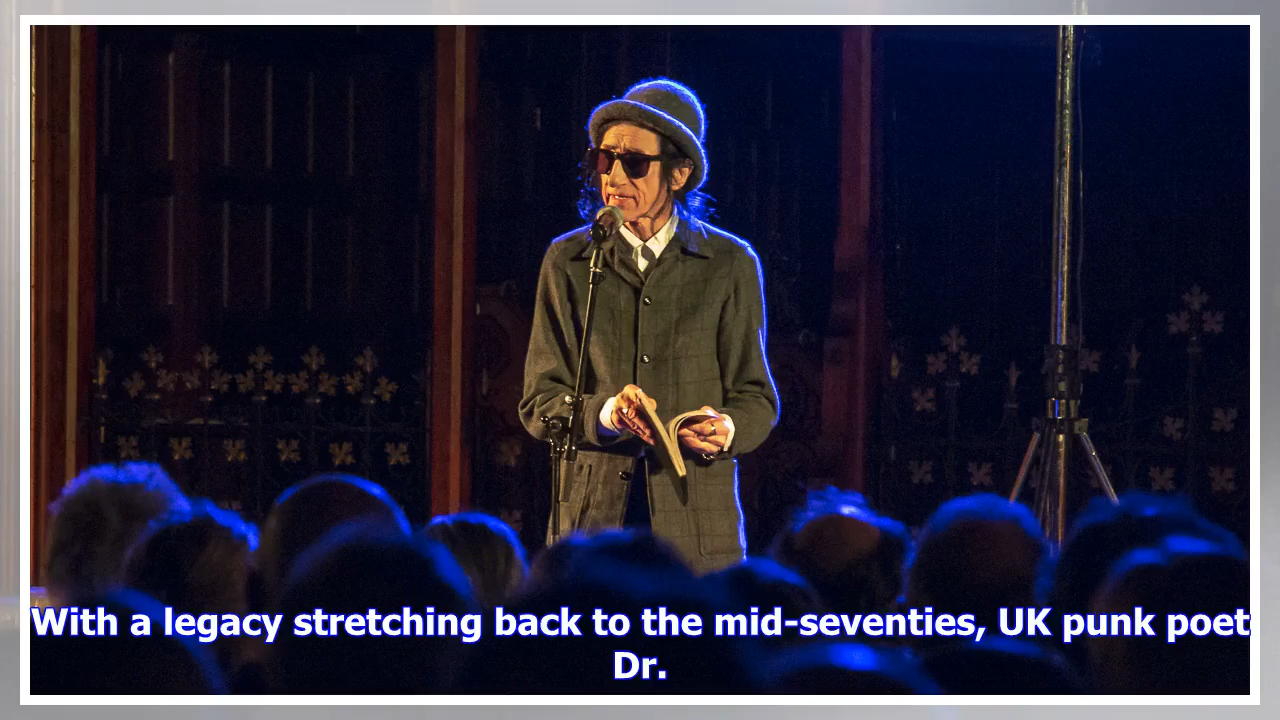 With a legacy stretching back to the mid-seventies, UK punk poet
Dr.